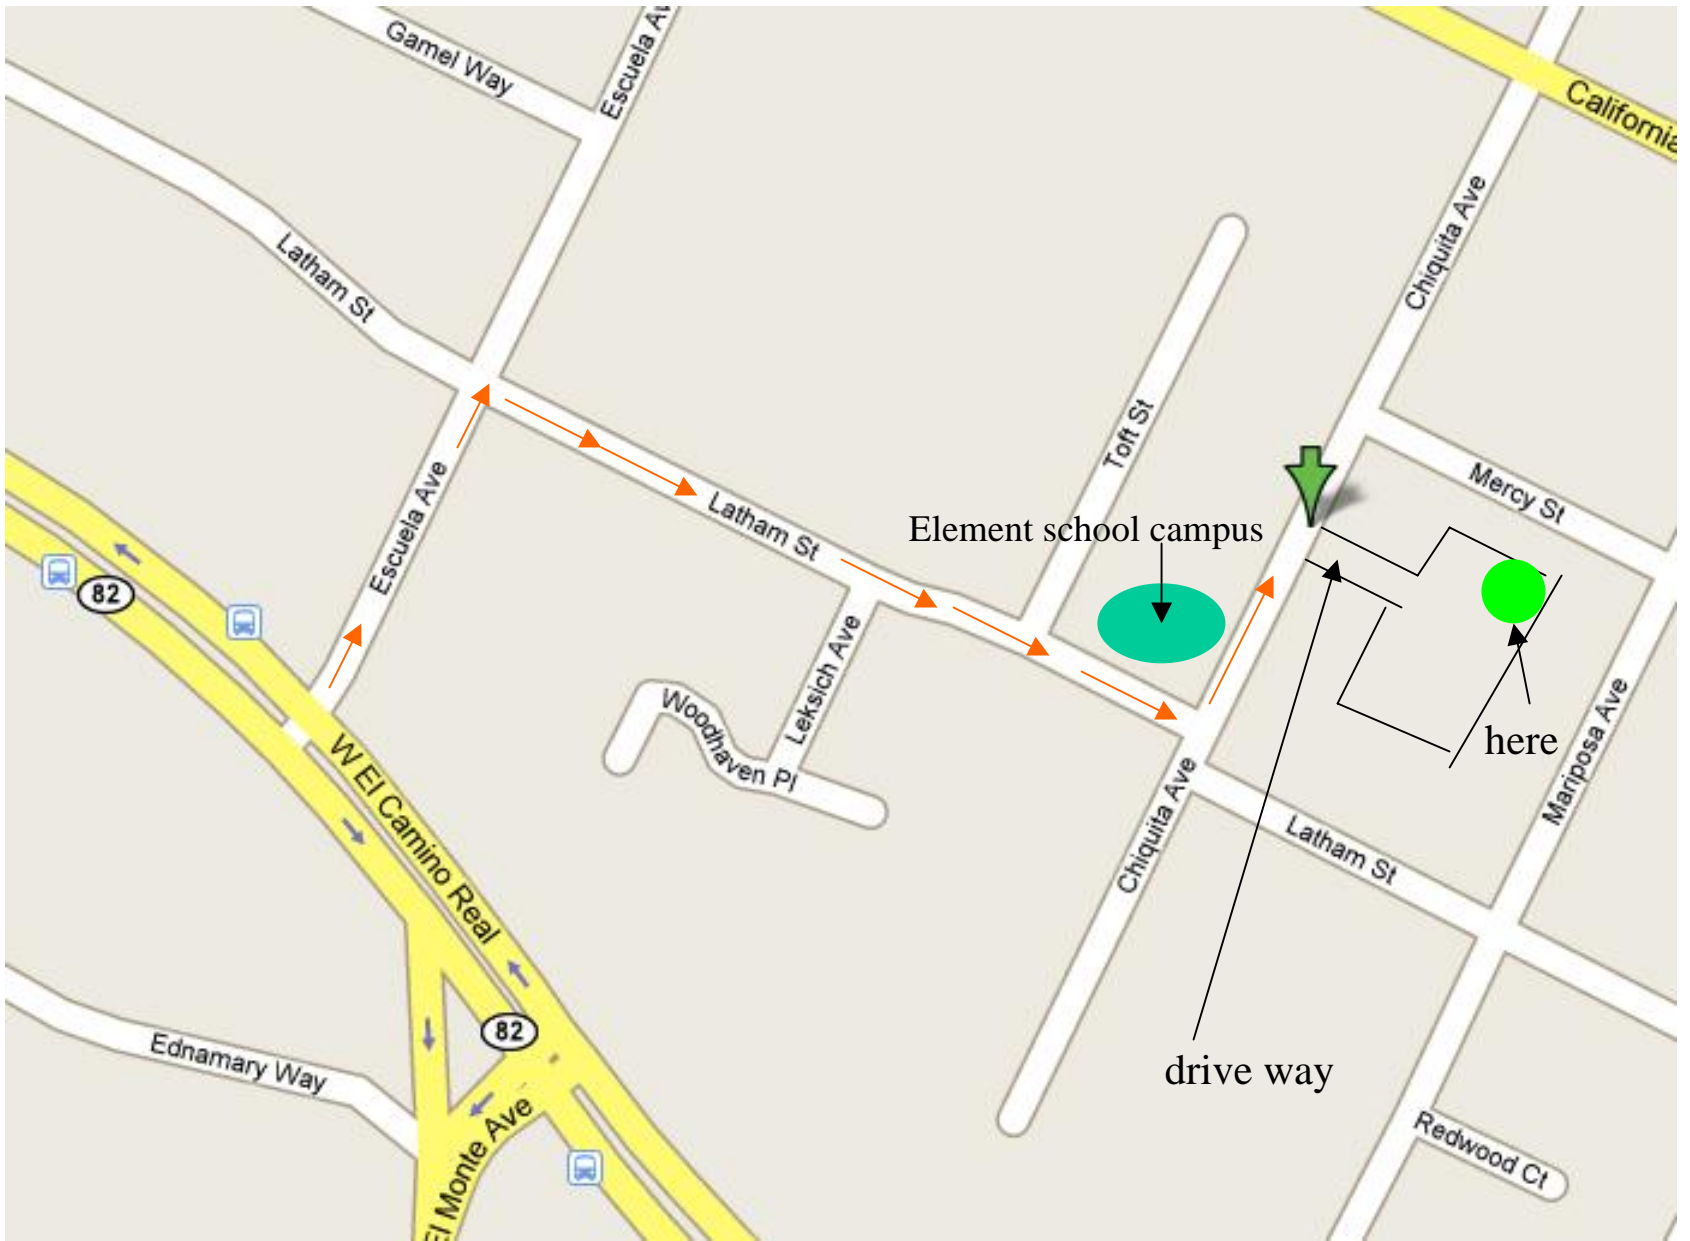 Gamel Way
Escuela Av
California
Chiquita Ave
Latham St
Toft St
Mercy St
Escuela Ave
Latham St
Element school campus
82
Leksich Ave
Woodhaven Pl
here
Mariposa Ave
W El Camino Real
Chiquita Ave
Latham St
82
Ednamary Way
drive way
El Monte Ave
Redwood Ct